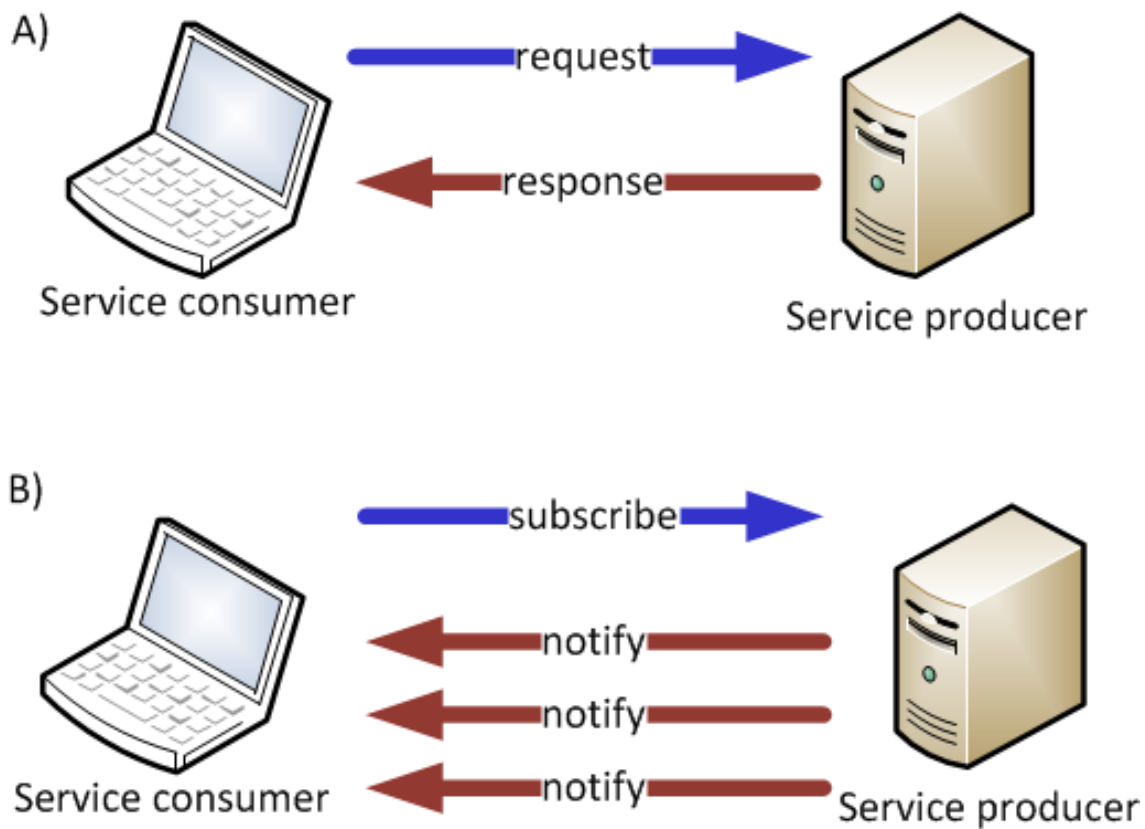 A)
request
response
Service consumer
Service producer
B)
subscribe
notify
notify
notify
Service consumer
Service producer